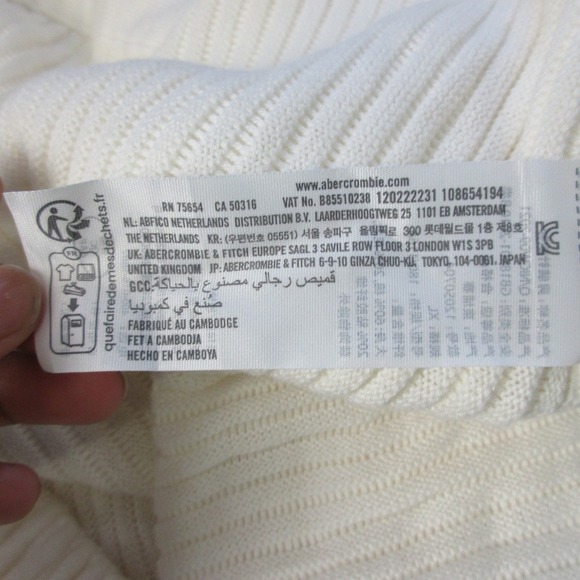 www.abercrombie.com
RN 75654 CA 50316 VAT No. B85510238 120222231 108654194
NL: ABFICO NETHERLANDS DISTRIBUTION B.V. LAARDERHOOGTWEG 25 1101 EB AMSTERDAM
THE NETHERLANDS KR: (우편번호 05551) 서울 송파구 올림픽로 300 롯데월드몰 1층 제8호
UK: ABERCROMBIE & FITCH EUROPE SAGL 3 SAVILE ROW FLOOR 3 LONDON W1S 3PB
UNITED KINGDOM JP: ABERCROMBIE & FITCH 6-9-10 GINZA CHUO-KU, TOKYO, 104-0061, JAPAN
GCC: قميص رجالي مصنوع بالحياكة
صُنع في كمبوديا
FABRIQUÉ AU CAMBODGE
FET A CAMBODJA
HECHO EN CAMBOYA
quefairedemesdechets.fr